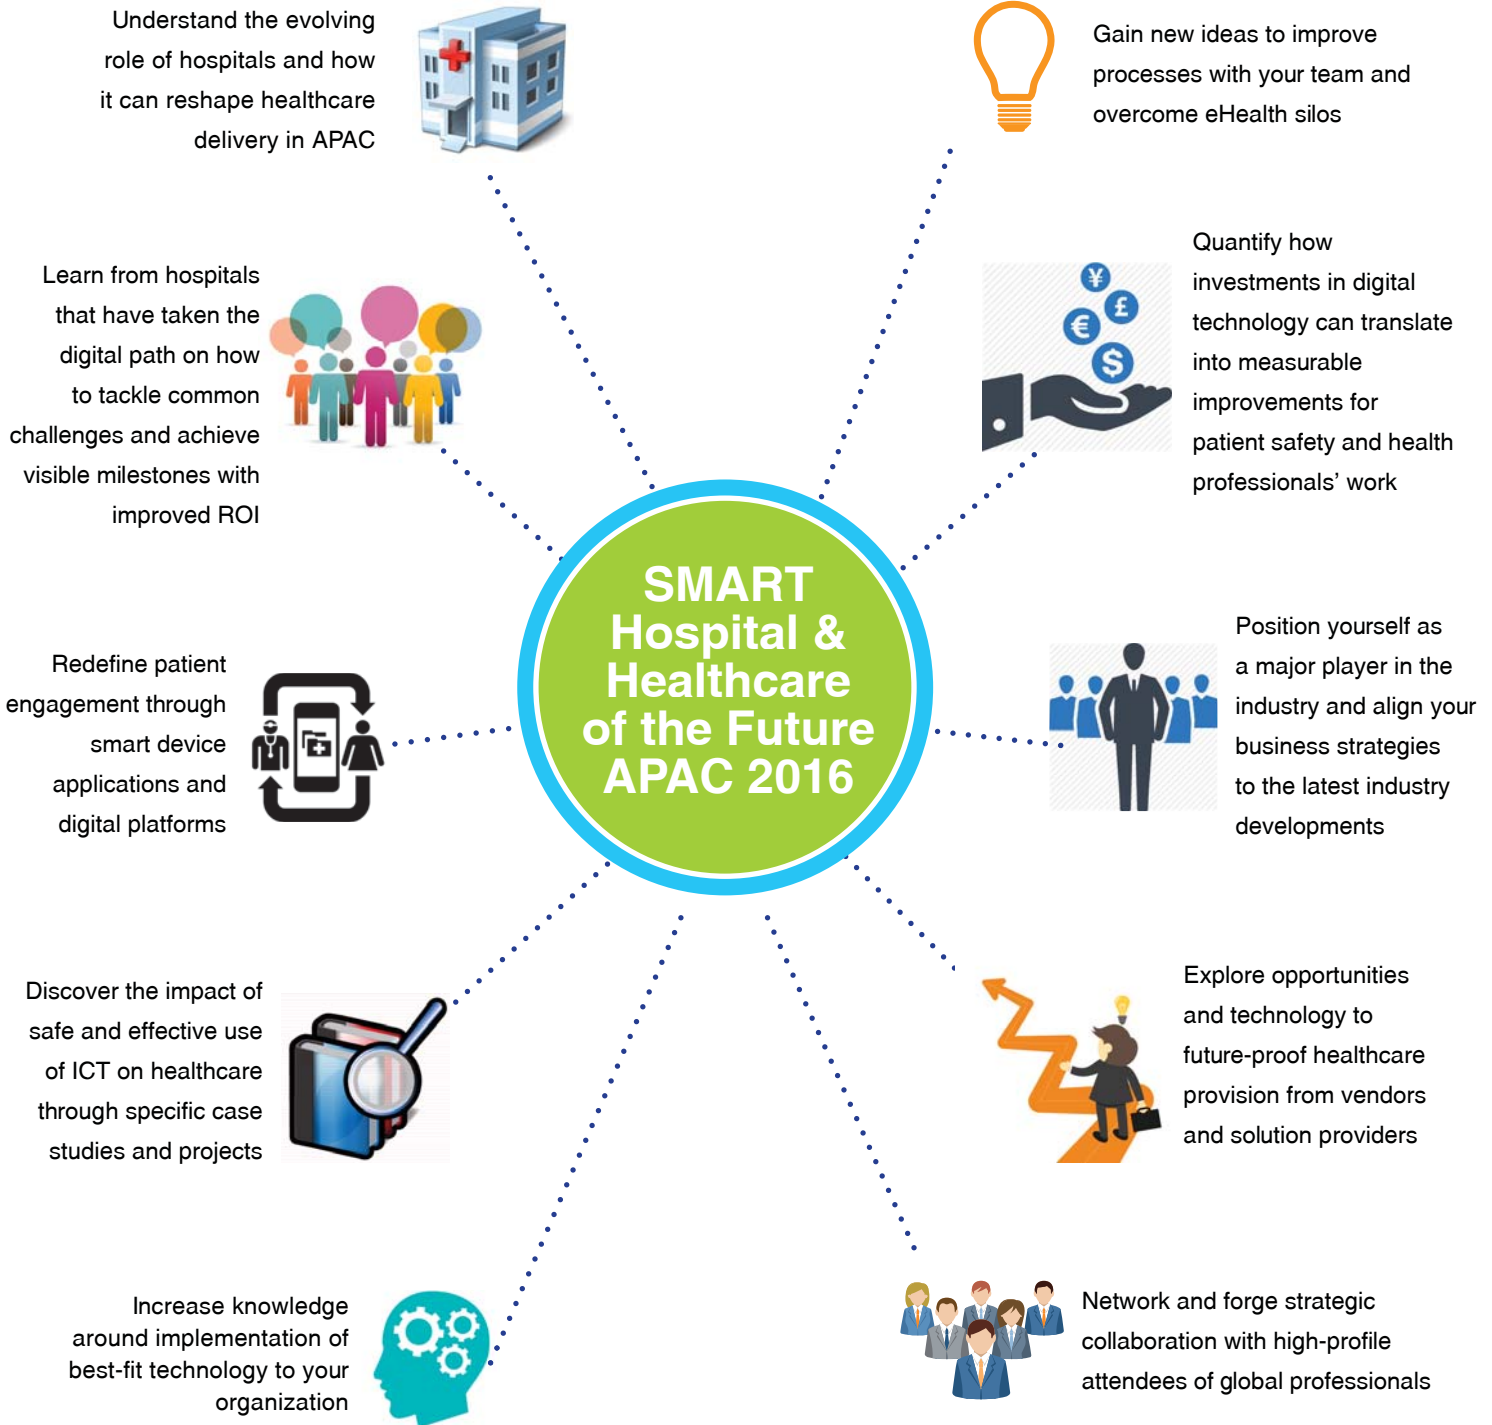 Understand the evolving
role of hospitals and how
it can reshape healthcare
delivery in APAC
Gain new ideas to improve
processes with your team and
overcome eHealth silos
Learn from hospitals
that have taken the
digital path on how
to tackle common
challenges and achieve
visible milestones with
improved ROI
Quantify how
investments in digital
technology can translate
into measurable
improvements for
patient safety and health
professionals’ work
¥
£
€
$
SMART
Hospital &
Healthcare
of the Future
APAC 2016
Redefine patient
engagement through
smart device
applications and
digital platforms
Position yourself as
a major player in the
industry and align your
business strategies
to the latest industry
developments
Discover the impact of
safe and effective use
of ICT on healthcare
through specific case
studies and projects
Explore opportunities
and technology to
future-proof healthcare
provision from vendors
and solution providers
Increase knowledge
around implementation of
best-fit technology to your
organization
Network and forge strategic
collaboration with high-profile
attendees of global professionals